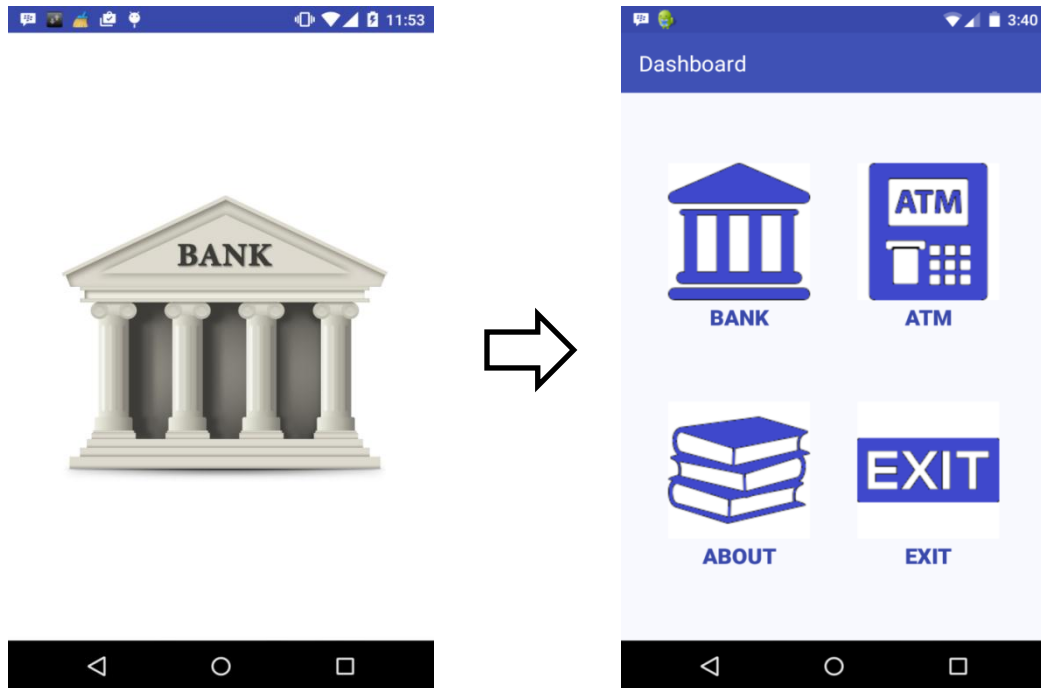 11:53
BANK
3:40
Dashboard
ATM
BANK
ATM
EXIT
ABOUT
EXIT